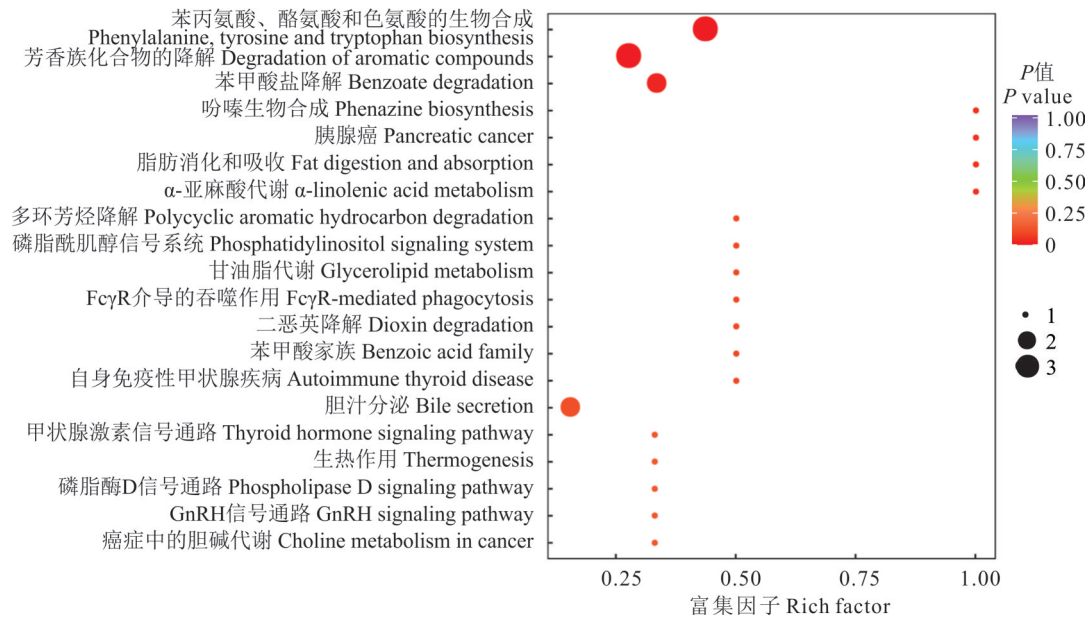 苯丙氨酸、酪氨酸和色氨酸的生物合成
Phenylalanine, tyrosine and tryptophan biosynthesis
芳香族化合物的降解 Degradation of aromatic compounds
苯甲酸盐降解 Benzoate degradation
吩嗪生物合成 Phenazine biosynthesis
胰腺癌 Pancreatic cancer
脂肪消化和吸收 Fat digestion and absorption
α-亚麻酸代谢 α-linolenic acid metabolism
多环芳烃降解 Polycyclic aromatic hydrocarbon degradation
磷脂酰肌醇信号系统 Phosphatidylinositol signaling system
甘油脂代谢 Glycerolipid metabolism
FcγR介导的吞噬作用 FcγR-mediated phagocytosis
二恶英降解 Dioxin degradation
苯甲酸家族 Benzoic acid family
自身免疫性甲状腺疾病 Autoimmune thyroid disease
胆汁分泌 Bile secretion
甲状腺激素信号通路 Thyroid hormone signaling pathway
生热作用 Thermogenesis
磷脂酶D信号通路 Phospholipase D signaling pathway
GnRH信号通路 GnRH signaling pathway
癌症中的胆碱代谢 Choline metabolism in cancer
0.25 0.50 0.75 1.00
富集因子 Rich factor
P值
P value
1.00
0.75
0.50
0.25
0
1
2
3